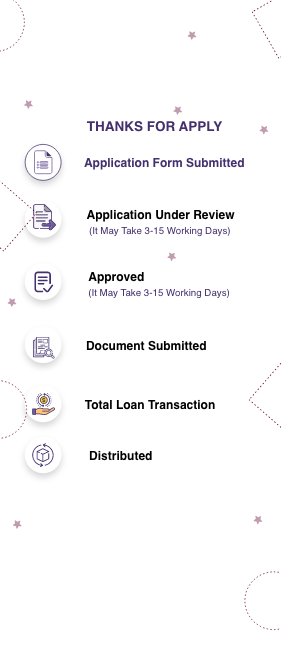 THANKS FOR APPLY
Application Form Submitted
Application Under Review
(It May Take 3-15 Working Days)
Approved
(It May Take 3-15 Working Days)
Document Submitted
Total Loan Transaction
Distributed